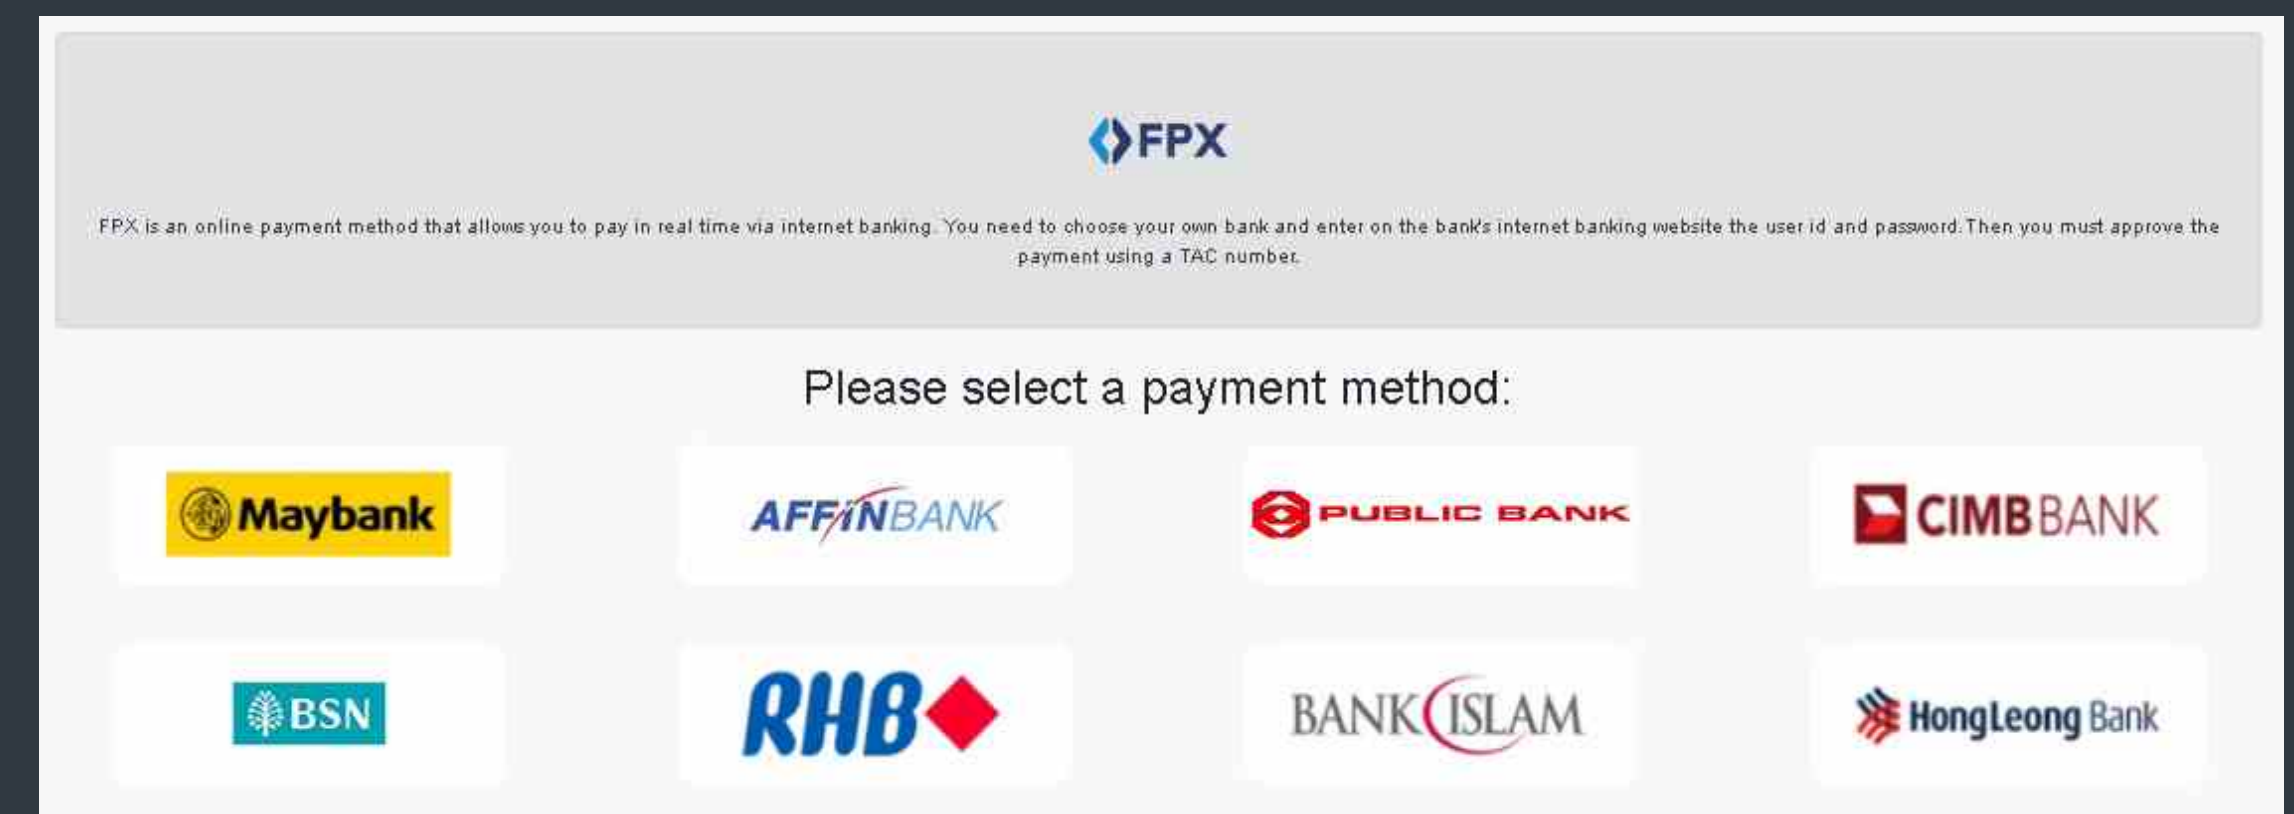 FPX
FPX is an online payment method that allows you to pay in real time via internet banking. You need to choose your own bank and enter on the bank's internet banking website the user id and password. Then you must approve the
payment using a TAC number.
Please select a payment method:
Maybank
AFFINBANK
PUBLIC BANK
CIMB BANK
BSN
RHB
BANK ISLAM
HongLeong Bank